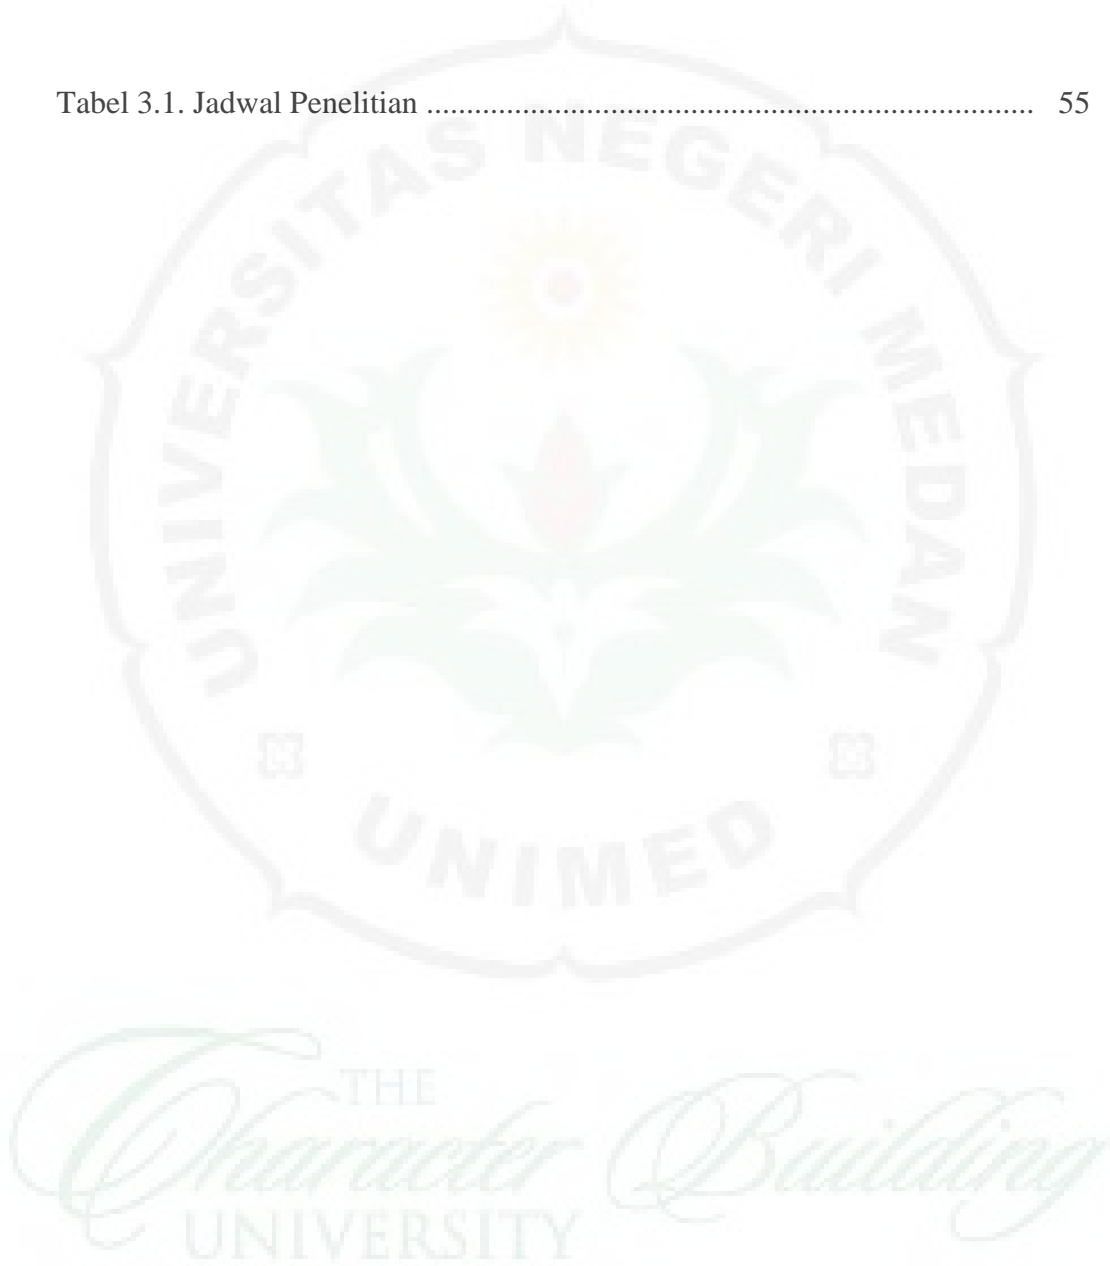 Tabel 3.1. Jadwal Penelitian ............................................................................ 55
UNIVERSITAS NEGERI MEDAN
UNIMED
THE
Character Building
UNIVERSITY